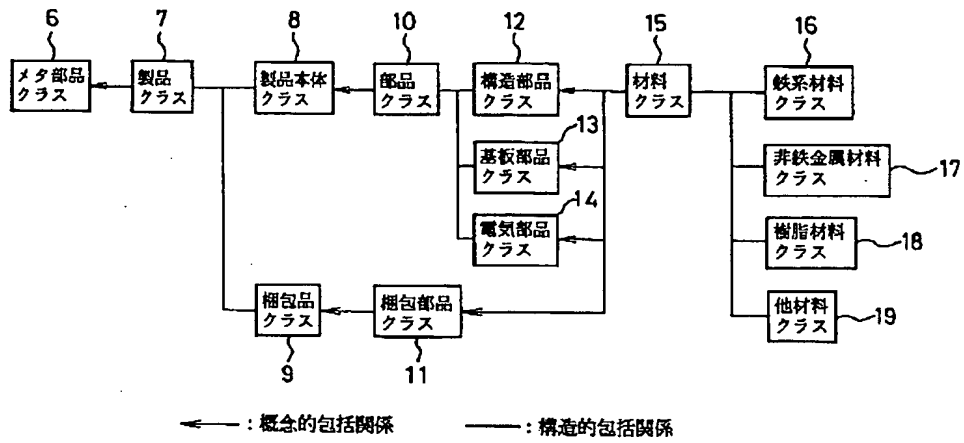 6
7
8
10
12
15
16
メタ部品
クラス
製品
クラス
製品本体
クラス
部品
クラス
構造部品
クラス
材料
クラス
鉄系材料
クラス
13
基板部品
クラス
非鉄金属材料
クラス
17
14
電気部品
クラス
樹脂材料
クラス
18
梱包品
クラス
梱包部品
クラス
他材料
クラス
19
9
11
:概念的包括関係
:構造的包括関係